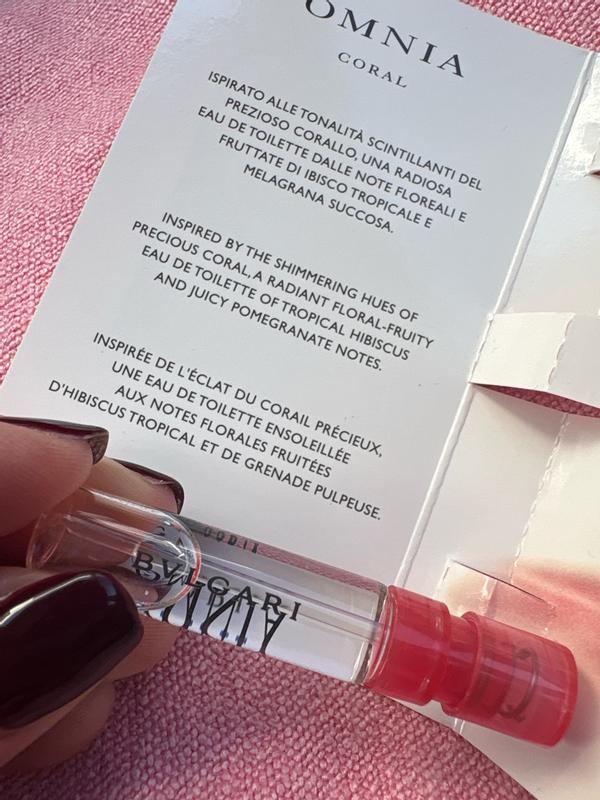 OMNIA
CORAL
ISPIRATO ALLE TONALITÀ SCINTILLANTI DEL
PREZIOSO CORALLO, UNA RADIOSA
EAU DE TOILETTE DALLE NOTE FLOREALI E
FRUTTATE DI IBISCO TROPICALE E
MELAGRANA SUCCOSA.
INSPIRED BY THE SHIMMERING HUES OF
PRECIOUS CORAL, A RADIANT FLORAL-FRUITY
EAU DE TOILETTE OF TROPICAL HIBISCUS
AND JUICY POMEGRANATE NOTES.
INSPIRÉE DE L'ÉCLAT DU CORAIL PRÉCIEUX,
UNE EAU DE TOILETTE ENSOLEILLÉE
AUX NOTES FLORALES FRUITÉES
D'HIBISCUS TROPICAL ET DE GRENADE PULPEUSE.
BVLGARI